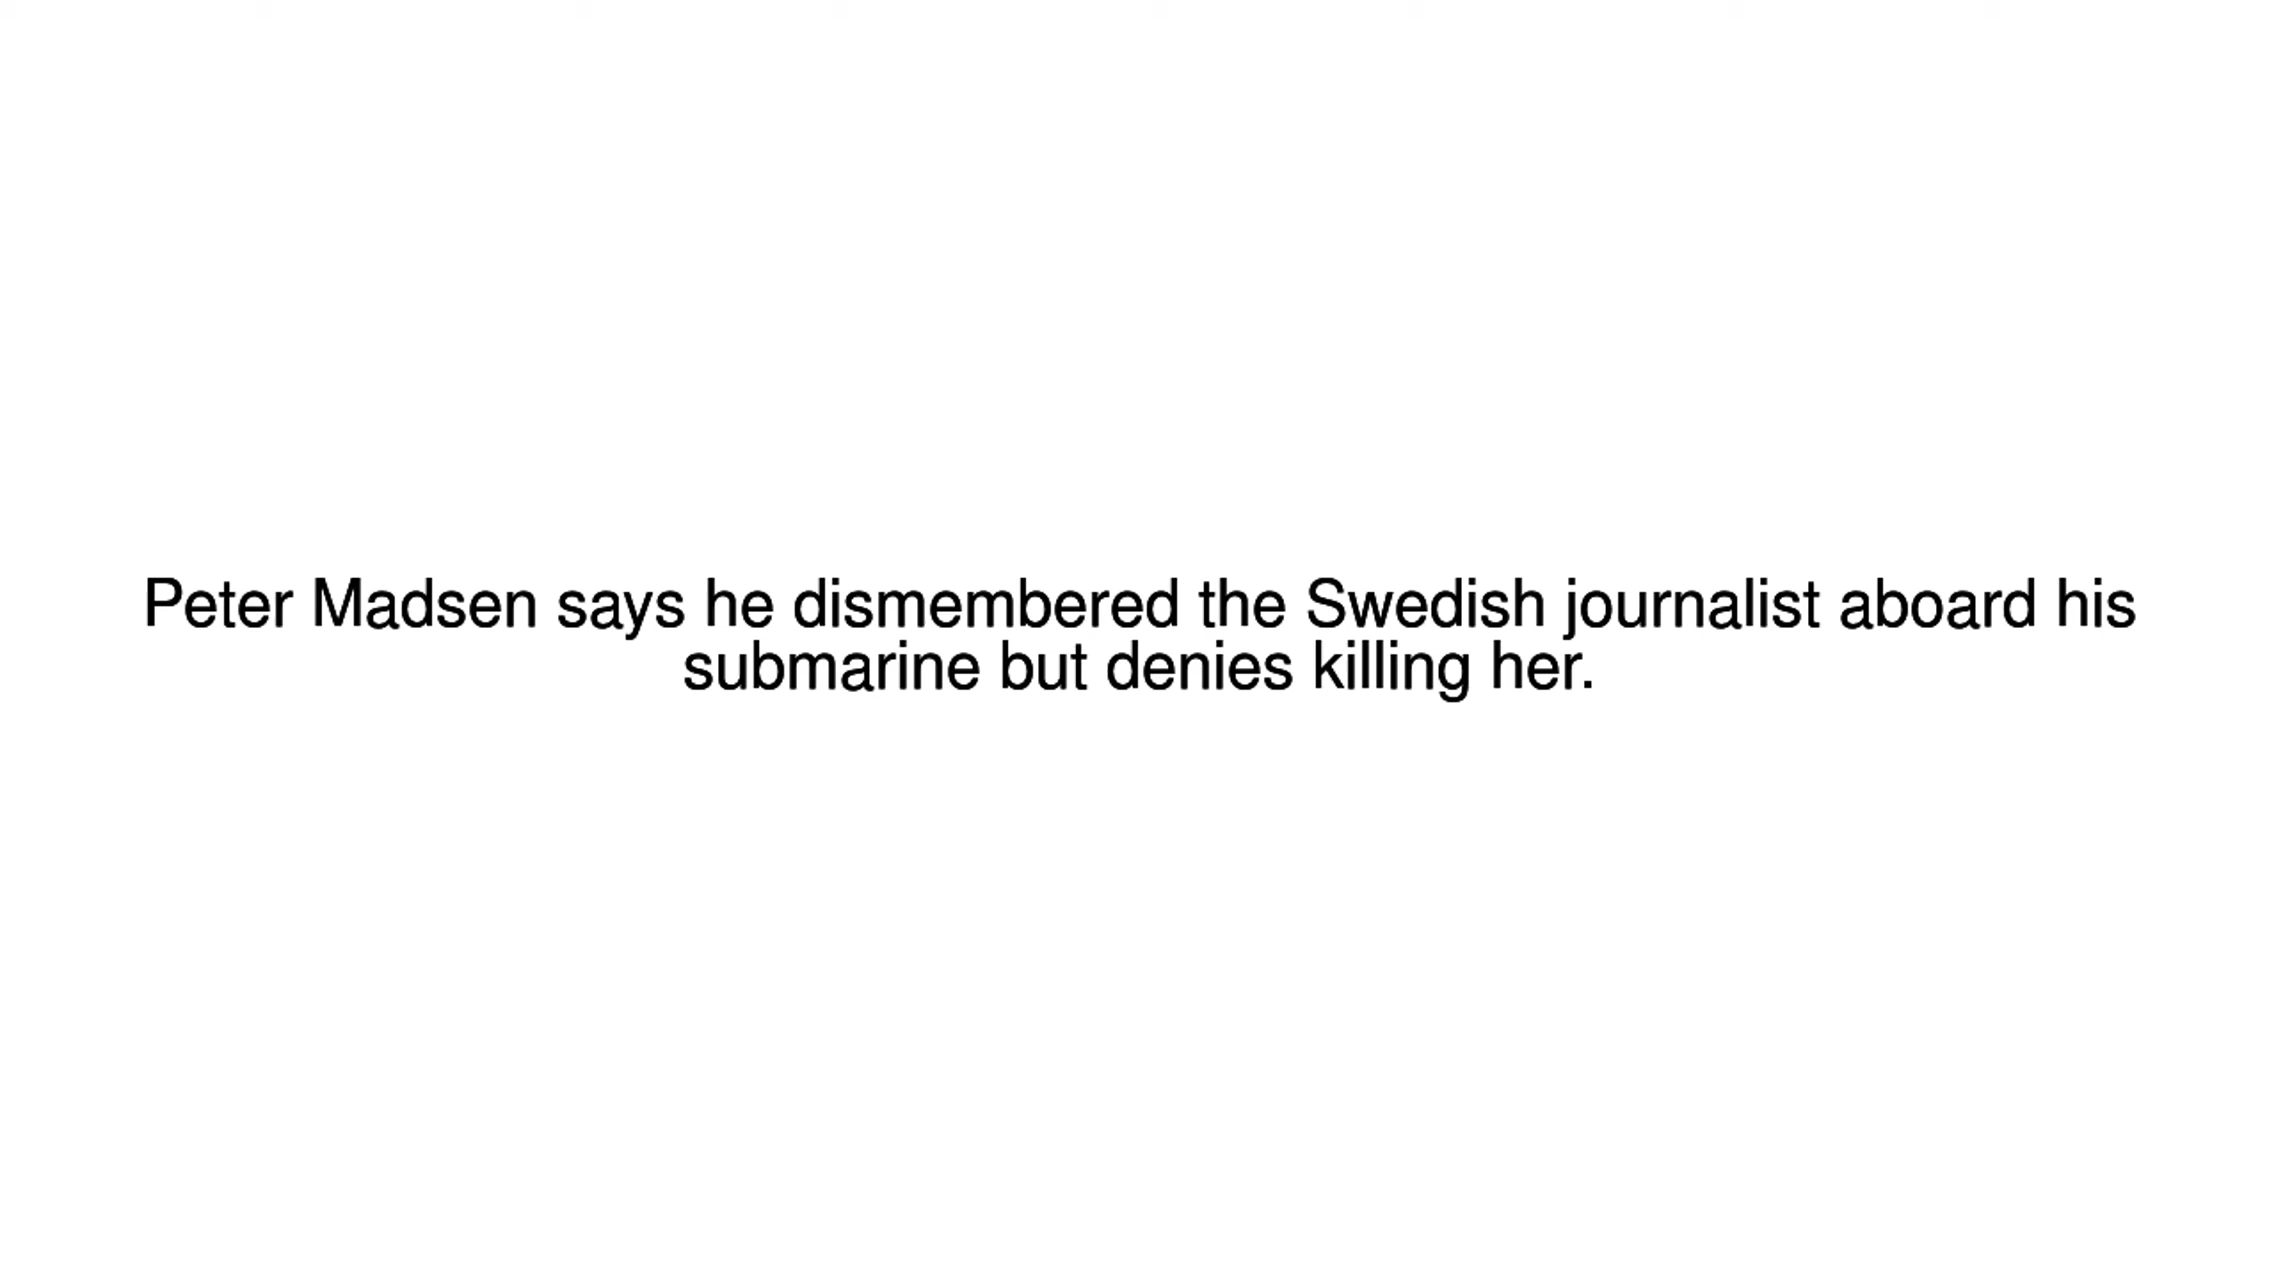 Peter Madsen says he dismembered the Swedish journalist aboard his
submarine but denies killing her.